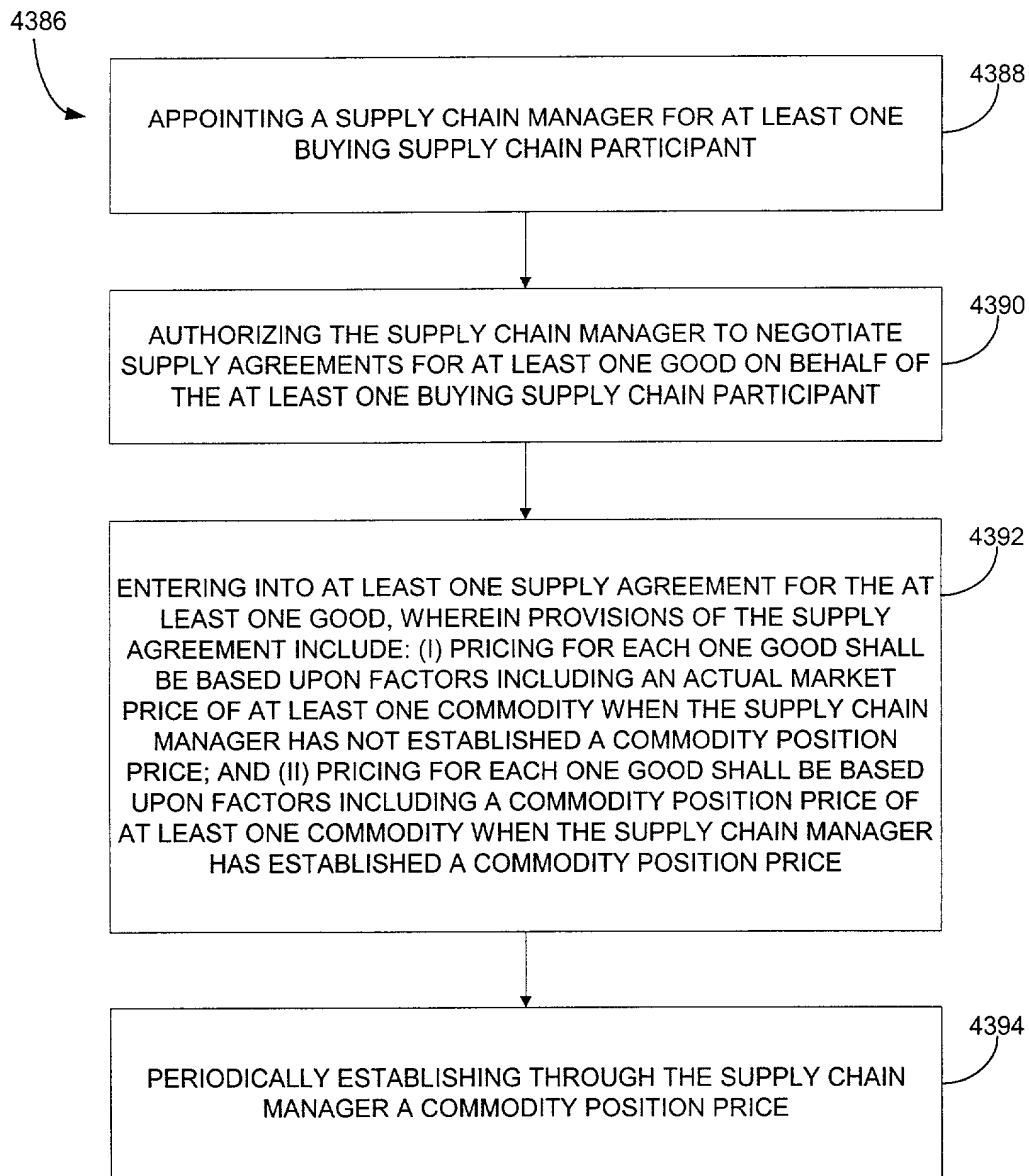 4386
4388
APPOINTING A SUPPLY CHAIN MANAGER FOR AT LEAST ONE
BUYING SUPPLY CHAIN PARTICIPANT
4390
AUTHORIZING THE SUPPLY CHAIN MANAGER TO NEGOTIATE
SUPPLY AGREEMENTS FOR AT LEAST ONE GOOD ON BEHALF OF
THE AT LEAST ONE BUYING SUPPLY CHAIN PARTICIPANT
4392
ENTERING INTO AT LEAST ONE SUPPLY AGREEMENT FOR THE AT
LEAST ONE GOOD, WHEREIN PROVISIONS OF THE SUPPLY
AGREEMENT INCLUDE: (I) PRICING FOR EACH ONE GOOD SHALL
BE BASED UPON FACTORS INCLUDING AN ACTUAL MARKET
PRICE OF AT LEAST ONE COMMODITY WHEN THE SUPPLY CHAIN
MANAGER HAS NOT ESTABLISHED A COMMODITY POSITION
PRICE; AND (II) PRICING FOR EACH ONE GOOD SHALL BE BASED
UPON FACTORS INCLUDING A COMMODITY POSITION PRICE OF
AT LEAST ONE COMMODITY WHEN THE SUPPLY CHAIN MANAGER
HAS ESTABLISHED A COMMODITY POSITION PRICE
4394
PERIODICALLY ESTABLISHING THROUGH THE SUPPLY CHAIN
MANAGER A COMMODITY POSITION PRICE